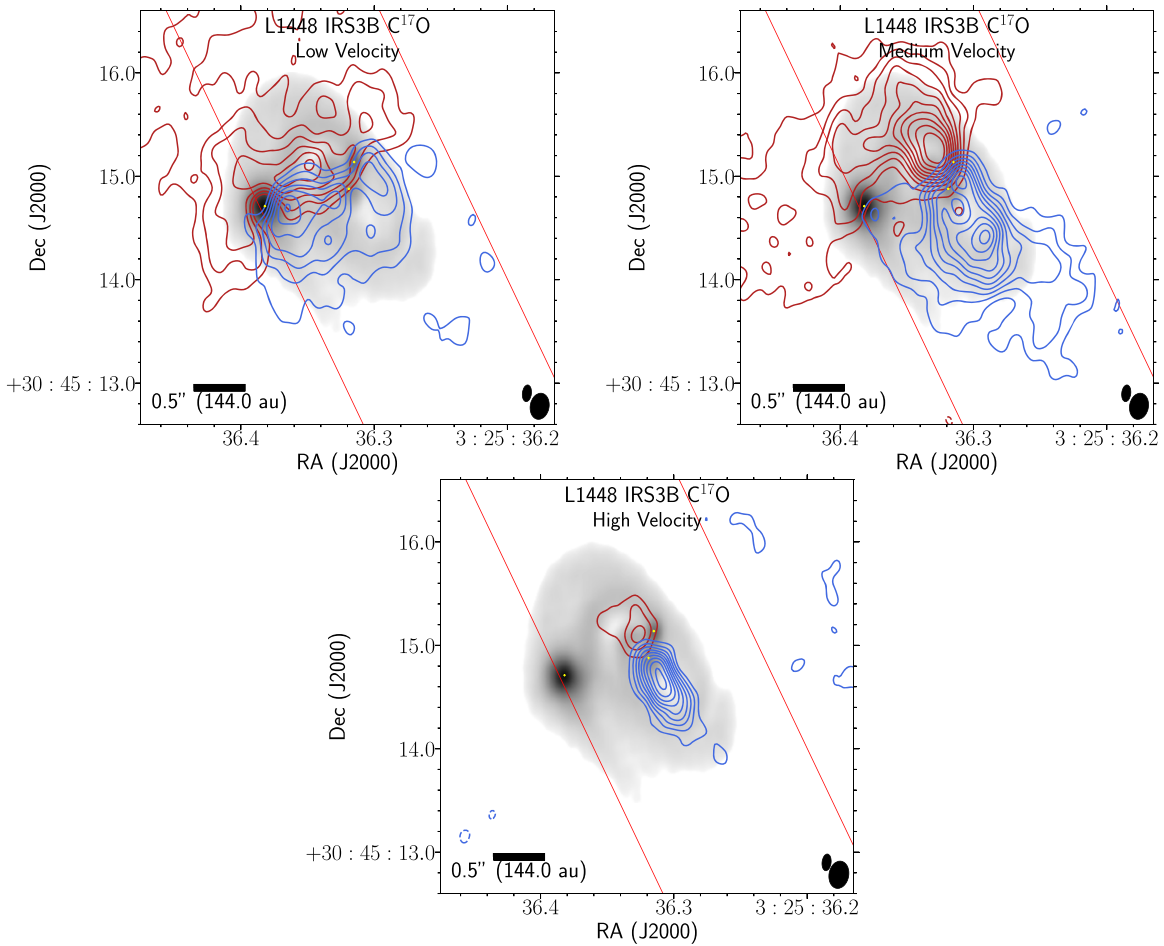 L1448 IRS3B C¹⁷O
Low Velocity
16.0
15.0
14.0
+30 : 45 : 13.0
Dec (J2000)
0.5" (144.0 au)
36.4
36.3
3 : 25 : 36.2
RA (J2000)
L1448 IRS3B C¹⁷O
Medium Velocity
16.0
15.0
14.0
+30 : 45 : 13.0
Dec (J2000)
0.5" (144.0 au)
36.4
36.3
3 : 25 : 36.2
RA (J2000)
L1448 IRS3B C¹⁷O
High Velocity
16.0
15.0
14.0
+30 : 45 : 13.0
Dec (J2000)
0.5" (144.0 au)
36.4
36.3
3 : 25 : 36.2
RA (J2000)